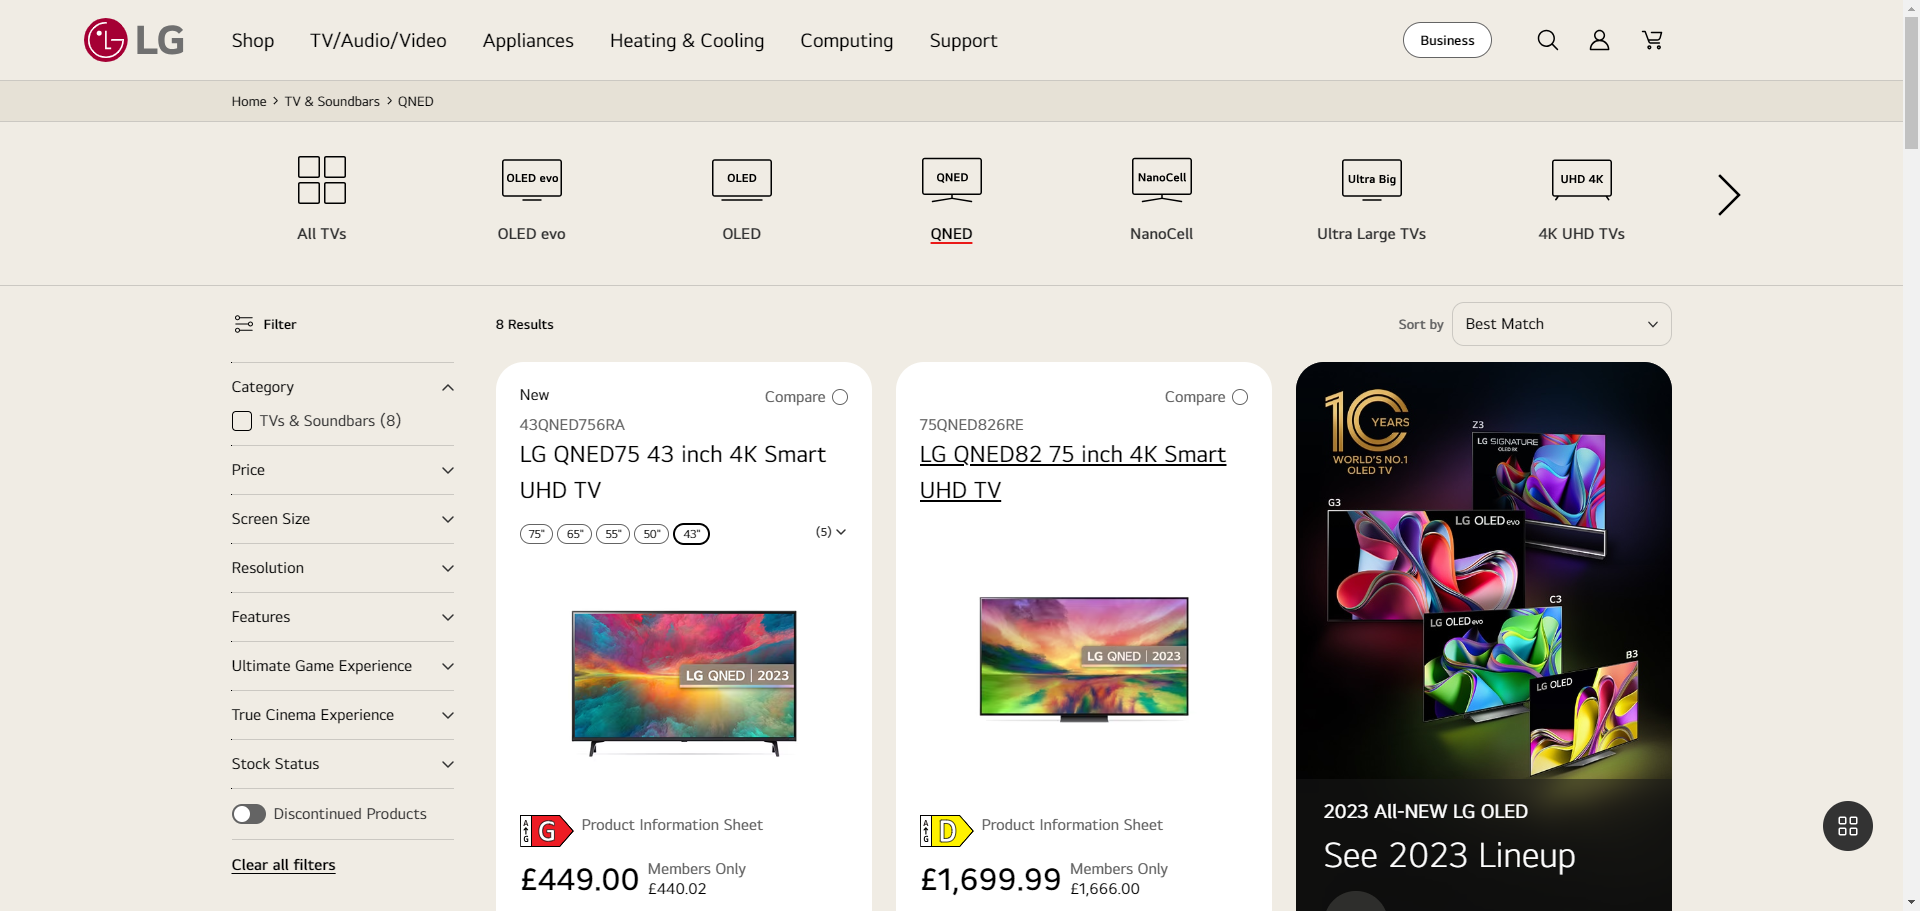 LG
Shop
TV/Audio/Video
Appliances
Heating & Cooling
Computing
Support
Business
Home > TV & Soundbars > QNED
OLED evo
OLED
QNED
NanoCell
Ultra Big
UHD 4K
All TVs
OLED evo
OLED
QNED
NanoCell
Ultra Large TVs
4K UHD TVs
Filter
8 Results
Sort by
Best Match
Category
TVs & Soundbars (8)
Price
Screen Size
Resolution
Features
Ultimate Game Experience
True Cinema Experience
Stock Status
Discontinued Products
Clear all filters
New
Compare
43QNED756RA
LG QNED75 43 inch 4K Smart
UHD TV
75"
65"
55"
50"
43"
(5)
LG QNED | 2023
A
G
G
Product Information Sheet
£449.00
Members Only
£440.02
Compare
75QNED826RE
LG QNED82 75 inch 4K Smart
UHD TV
LG QNED | 2023
A
G
D
Product Information Sheet
£1,699.99
Members Only
£1,666.00
10 YEARS
WORLD'S NO.1
OLED TV
Z3
LG SIGNATURE
OLED 8K
G3
LG OLED evo
C3
LG OLED evo
B3
LG OLED
2023 All-NEW LG OLED
See 2023 Lineup